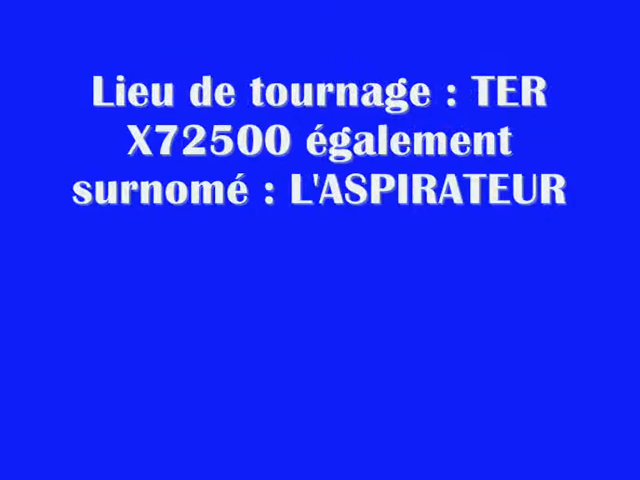 Lieu de tournage : TER
X72500 également
surnomé : L'ASPIRATEUR